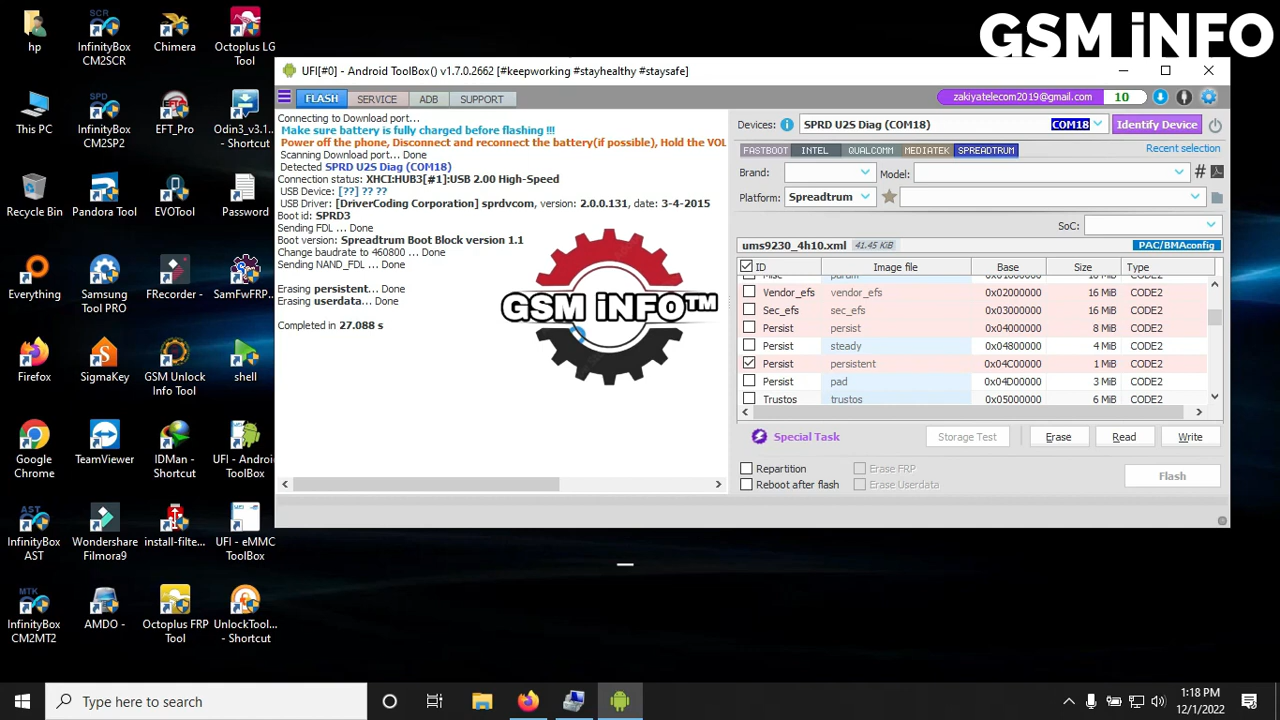 GSM iNFO
hp
InfinityBox CM2SCR
Chimera
Octoplus LG Tool
This PC
InfinityBox CM2SP2
EFT_Pro
Odin3_v3.1... - Shortcut
Recycle Bin
Pandora Tool
EVOTool
Password
Everything
Samsung Tool PRO
FRecorder -
SamFwFRP...
Firefox
SigmaKey
GSM Unlock Info Tool
shell
Google Chrome
TeamViewer
IDMan - Shortcut
UFI - Android ToolBox
InfinityBox AST
Wondershare Filmora9
install-filte...
UFI - eMMC ToolBox
InfinityBox CM2MT2
AMDO -
Octoplus FRP Tool
UnlockTool... - Shortcut
UFI[#0] - Android ToolBox() v1.7.0.2662 [#keepworking #stayhealthy #staysafe]
FLASH SERVICE ADB SUPPORT
zakiyatelecom2019@gmail.com 10
Connecting to Download port...
Make sure battery is fully charged before flashing !!!
Power off the phone, Disconnect and reconnect the battery(if possible), Hold the VOL
Scanning Download port... Done
Detected SPRD U2S Diag (COM18)
Connection status: XHCI:HUB3[#1]:USB 2.00 High-Speed
USB Device: [??] ?? ??
USB Driver: [DriverCoding Corporation] sprdvcom, version: 2.0.0.131, date: 3-4-2015
Boot id: SPRD3
Sending FDL ... Done
Boot version: Spreadtrum Boot Block version 1.1
Change baudrate to 460800 ... Done
Sending NAND_FDL ... Done
Erasing persistent... Done
Erasing userdata... Done
Completed in 27.088 s
GSM iNFO™
Devices: SPRD U2S Diag (COM18) COM18 Identify Device
FASTBOOT INTEL QUALCOMM MEDIATEK SPREADTRUM Recent selection
Brand: Model: #
Platform: Spreadtrum
SoC:
ums9230_4h10.xml 41.45 KiB PAC/BMAconfig
ID Image file Base Size Type
Vendor_efs vendor_efs 0x02000000 16 MiB CODE2
Sec_efs sec_efs 0x03000000 16 MiB CODE2
Persist persist 0x04000000 8 MiB CODE2
Persist steady 0x04800000 4 MiB CODE2
Persist persistent 0x04C00000 1 MiB CODE2
Persist pad 0x04D00000 3 MiB CODE2
Trustos trustos 0x05000000 6 MiB CODE2
Special Task Storage Test Erase Read Write
Repartition Erase FRP
Reboot after flash Erase Userdata Flash
Type here to search
1:18 PM
12/1/2022